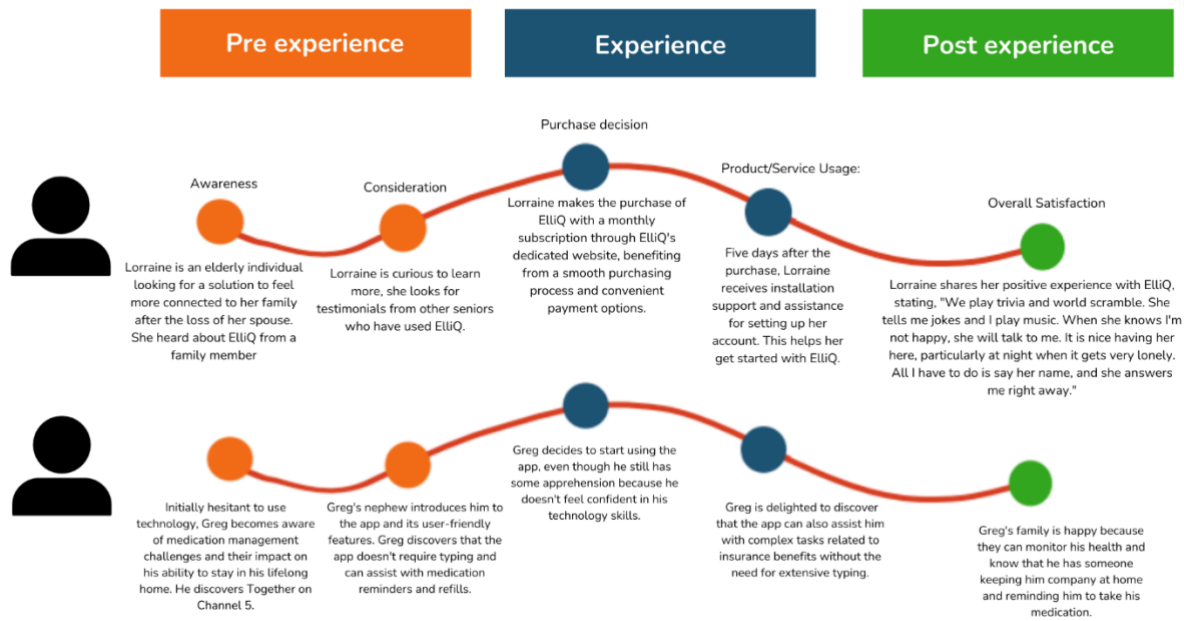 Pre experience
Experience
Post experience
Purchase decision
Awareness
Consideration
Product/Service Usage:
Overall Satisfaction
Lorraine is an elderly individual
looking for a solution to feel
more connected to her family
after the loss of her spouse.
She heard about ElliQ from a
family member
Lorraine is curious to learn
more, she looks for
testimonials from other seniors
who have used ElliQ.
Lorraine makes the purchase of
ElliQ with a monthly
subscription through ElliQ's
dedicated website, benefiting
from a smooth purchasing
process and convenient
payment options.
Five days after the
purchase, Lorraine
receives installation
support and assistance
for setting up her
account. This helps her
get started with ElliQ.
Lorraine shares her positive experience with ElliQ,
stating, "We play trivia and world scramble. She
tells me jokes and I play music. When she knows I'm
not happy, she will talk to me. It is nice having her
here, particularly at night when it gets very lonely.
All I have to do is say her name, and she answers
me right away."
Initially hesitant to use
technology, Greg becomes aware
of medication management
challenges and their impact on
his ability to stay in his lifelong
home. He discovers Together on
Channel 5.
Greg's nephew introduces him to
the app and its user-friendly
features. Greg discovers that the
app doesn't require typing and
can assist with medication
reminders and refills.
Greg decides to start using the
app, even though he still has
some apprehension because he
doesn't feel confident in his
technology skills.
Greg is delighted to discover
that the app can also assist him
with complex tasks related to
insurance benefits without the
need for extensive typing.
Greg's family is happy because
they can monitor his health and
know that he has someone
keeping him company at home
and reminding him to take his
medication.